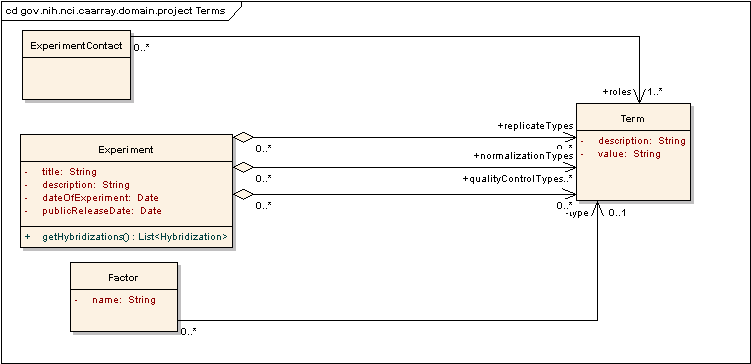 cd gov.nih.nci.caarray.domain.project Terms
ExperimentContact
0..*
+roles 1..*
Term
- description: String
- value: String
Experiment
- title: String
- description: String
- dateOfExperiment: Date
- publicReleaseDate: Date
+ getHybridizations() : List<Hybridization>
+replicateTypes
0..* 0..*
+normalizationTypes
0..*
+qualityControlTypes..*
0..* 0..*
-type 0..1
Factor
- name: String
0..*